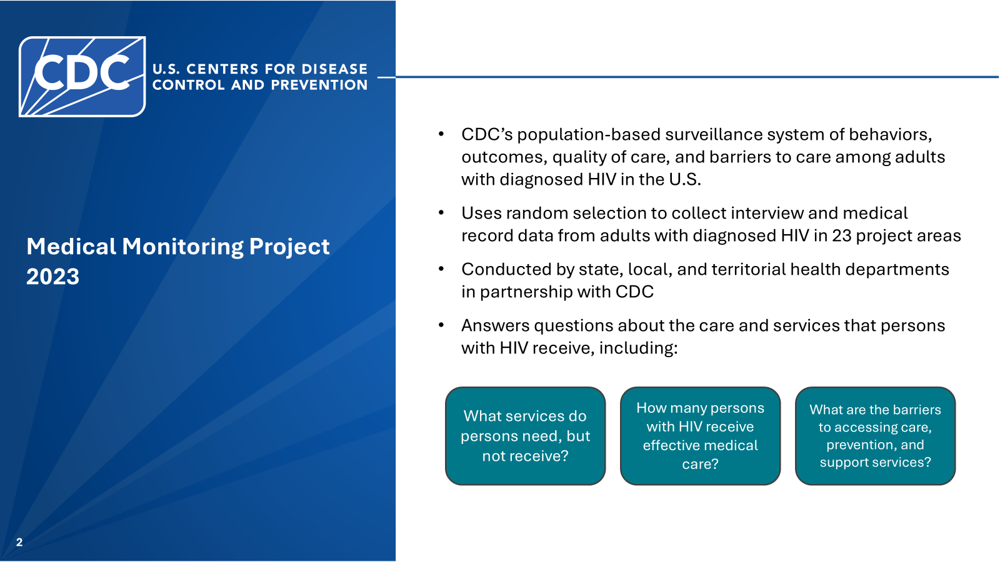 CDC
U.S. CENTERS FOR DISEASE
CONTROL AND PREVENTION
Medical Monitoring Project
2023
• CDC’s population-based surveillance system of behaviors,
outcomes, quality of care, and barriers to care among adults
with diagnosed HIV in the U.S.
• Uses random selection to collect interview and medical
record data from adults with diagnosed HIV in 23 project areas
• Conducted by state, local, and territorial health departments
in partnership with CDC
• Answers questions about the care and services that persons
with HIV receive, including:
What services do
persons need, but
not receive?
How many persons
with HIV receive
effective medical
care?
What are the barriers
to accessing care,
prevention, and
support services?
2